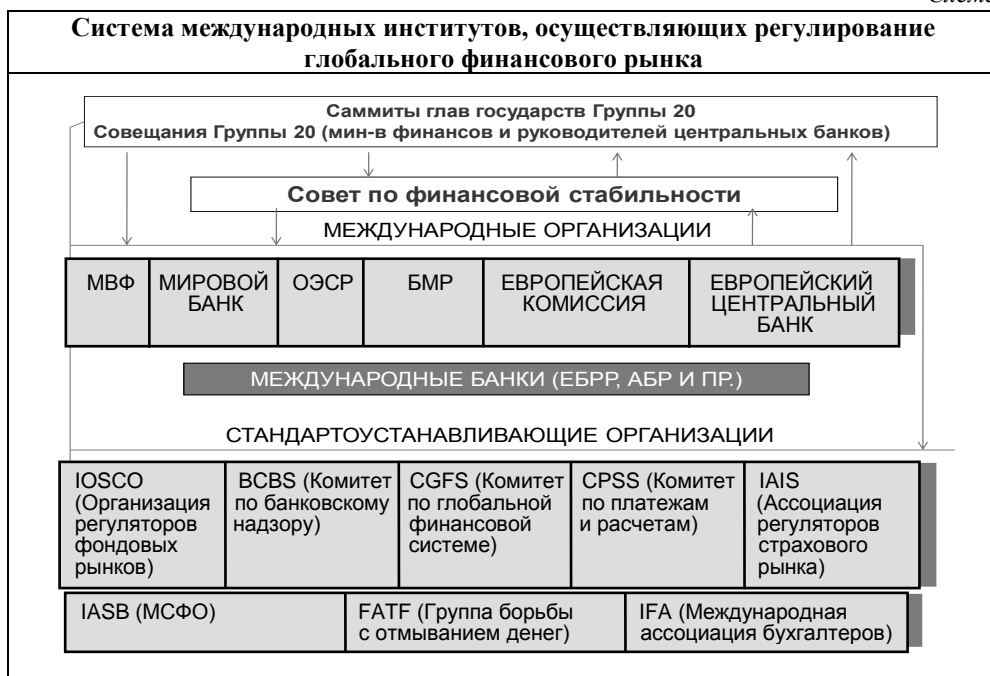 Система международных институтов, осуществляющих регулирование
глобального финансового рынка
Саммиты глав государств Группы 20
Совещания Группы 20 (мин-в финансов и руководителей центральных банков)
Совет по финансовой стабильности
МЕЖДУНАРОДНЫЕ ОРГАНИЗАЦИИ
МВФ
МИРОВОЙ
БАНК
ОЭСР
БМР
ЕВРОПЕЙСКАЯ
КОМИССИЯ
ЕВРОПЕЙСКИЙ
ЦЕНТРАЛЬНЫЙ
БАНК
МЕЖДУНАРОДНЫЕ БАНКИ (ЕБРР, АБР И ПР.)
СТАНДАРТОУСТАНАВЛИВАЮЩИЕ ОРГАНИЗАЦИИ
IOSCO
(Организация
регуляторов
фондовых
рынков)
BCBS (Комитет
по банковскому
надзору)
CGFS (Комитет
по глобальной
финансовой
системе)
CPSS (Комитет
по платежам
и расчетам)
IAIS
(Ассоциация
регуляторов
страхового
рынка)
IASB (МСФО)
FATF (Группа борьбы
с отмыванием денег)
IFA (Международная
ассоциация бухгалтеров)